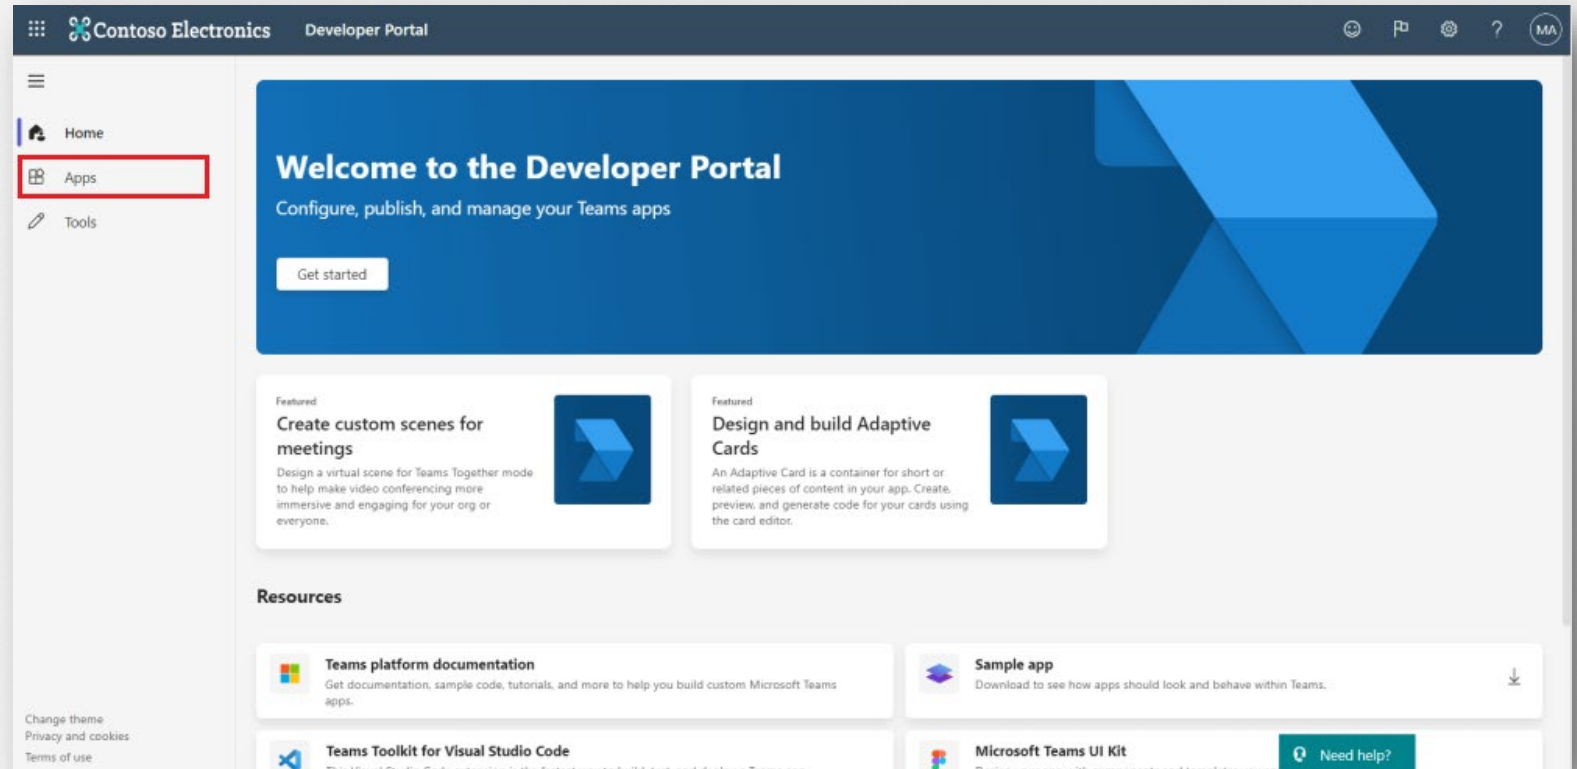 Contoso Electronics
Developer Portal
?
MA
Home
Apps
Tools
Welcome to the Developer Portal
Configure, publish, and manage your Teams apps
Get started
Featured
Create custom scenes for
meetings
Design a virtual scene for Teams Together mode
to help make video conferencing more
immersive and engaging for your org or
everyone.
Featured
Design and build Adaptive
Cards
An Adaptive Card is a container for short or
related pieces of content in your app. Create,
preview, and generate code for your cards using
the card editor.
Resources
Teams platform documentation
Get documentation, sample code, tutorials, and more to help you build custom Microsoft Teams
apps.
Sample app
Download to see how apps should look and behave within Teams.
Teams Toolkit for Visual Studio Code
Microsoft Teams UI Kit
Need help?
Change theme
Privacy and cookies
Terms of use